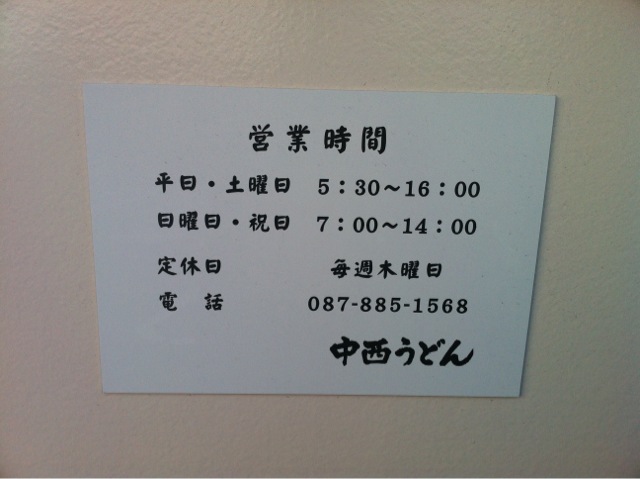 営業時間
平日・土曜日 5：30～16：00
日曜日・祝日 7：00～14：00
定休日 毎週木曜日
電　話 087-885-1568
中西うどん